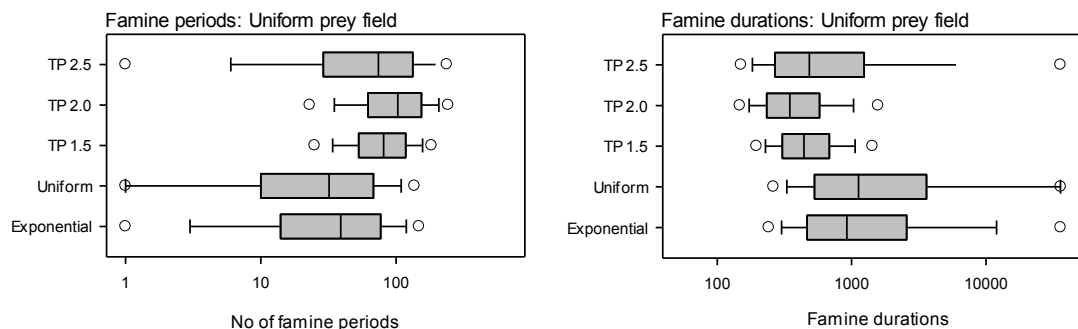 Famine periods: Uniform prey field
TP 2.5
TP 2.0
TP 1.5
Uniform
Exponential
1
10
100
No of famine periods
Famine durations: Uniform prey field
TP 2.5
TP 2.0
TP 1.5
Uniform
Exponential
100
1000
10000
Famine durations